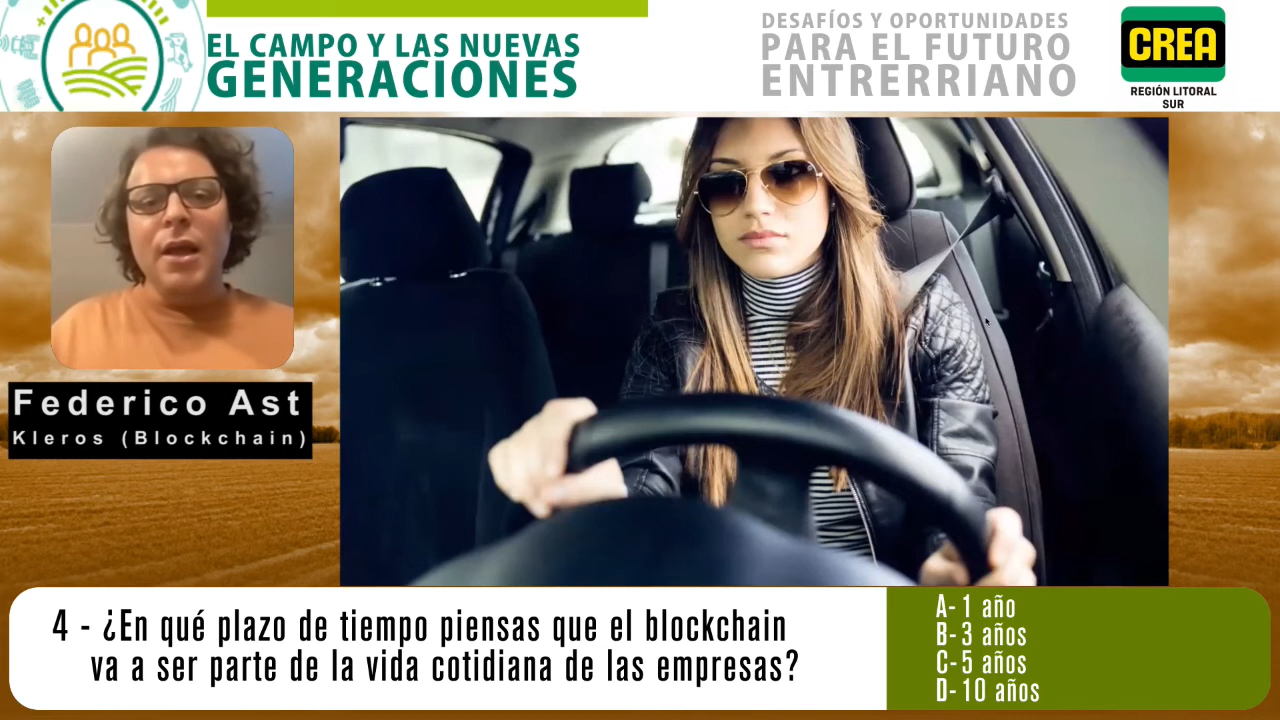 EL CAMPO Y LAS NUEVAS
GENERACIONES
DESAFÍOS Y OPORTUNIDADES
PARA EL FUTURO
ENTRERRIANO
CREA
REGIÓN LITORAL
SUR
Federico Ast
Kleros (Blockchain)
4 - ¿En qué plazo de tiempo piensas que el blockchain
va a ser parte de la vida cotidiana de las empresas?
A- 1 año
B- 3 años
C- 5 años
D- 10 años